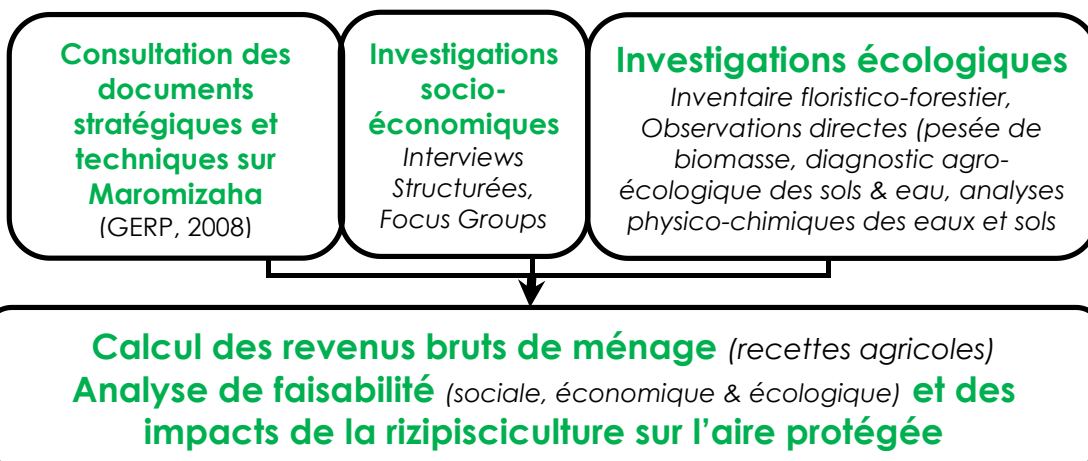 Consultation des
documents
stratégiques et
techniques sur
Maromizaha
(GERP, 2008)
Investigations
socio-
économiques
Interviews
Structurées,
Focus Groups
Investigations écologiques
Inventaire floristico-forestier,
Observations directes (pesée de
biomasse, diagnostic agro-
écologique des sols & eau, analyses
physico-chimiques des eaux et sols
Calcul des revenus bruts de ménage (recettes agricoles)
Analyse de faisabilité (sociale, économique & écologique) et des
impacts de la rizipisciculture sur l'aire protégée